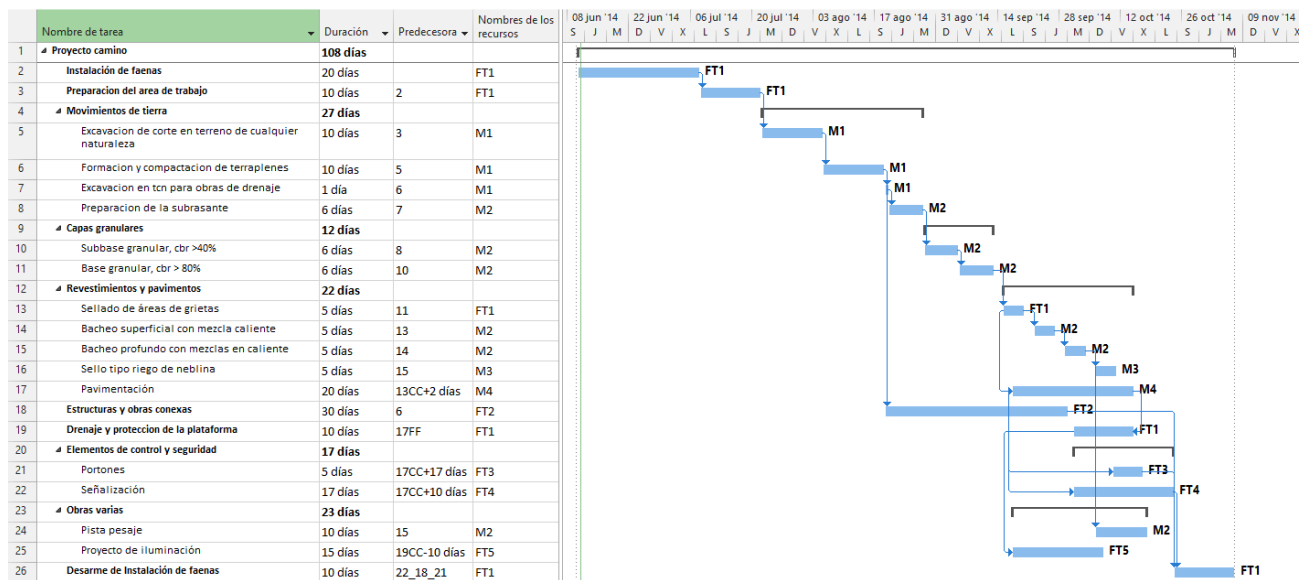 Nombre de tarea Duración Predecesora Nombres de los recursos 08 jun '14 22 jun '14 06 jul '14 20 jul '14 03 ago '14 17 ago '14 31 ago '14 14 sep '14 28 sep '14 12 oct '14 26 oct '14 09 nov '14
S J M D V X L S J M D V X L S J M D V X L S J M D V X L S J M D V X
1 Proyecto camino 108 días
2 Instalación de faenas 20 días FT1 FT1
3 Preparacion del area de trabajo 10 días 2 FT1 FT1
4 Movimientos de tierra 27 días
5 Excavacion de corte en terreno de cualquier naturaleza 10 días 3 M1 M1
6 Formacion y compactacion de terraplenes 10 días 5 M1 M1
7 Excavacion en tcn para obras de drenaje 1 día 6 M1 M1
8 Preparacion de la subrasante 6 días 7 M2 M2
9 Capas granulares 12 días
10 Subbase granular, cbr >40% 6 días 8 M2 M2
11 Base granular, cbr > 80% 6 días 10 M2 M2
12 Revestimientos y pavimentos 22 días
13 Sellado de áreas de grietas 5 días 11 FT1 FT1
14 Bacheo superficial con mezcla caliente 5 días 13 M2 M2
15 Bacheo profundo con mezclas en caliente 5 días 14 M2 M2
16 Sello tipo riego de neblina 5 días 15 M3 M3
17 Pavimentación 20 días 13CC+2 días M4 M4
18 Estructuras y obras conexas 30 días 6 FT2 FT2
19 Drenaje y proteccion de la plataforma 10 días 17FF FT1 FT1
20 Elementos de control y seguridad 17 días
21 Portones 5 días 17CC+17 días FT3 FT3
22 Señalización 17 días 17CC+10 días FT4 FT4
23 Obras varias 23 días
24 Pista pesaje 10 días 15 M2 M2
25 Proyecto de iluminación 15 días 19CC-10 días FT5 FT5
26 Desarme de Instalación de faenas 10 días 22_18_21 FT1 FT1